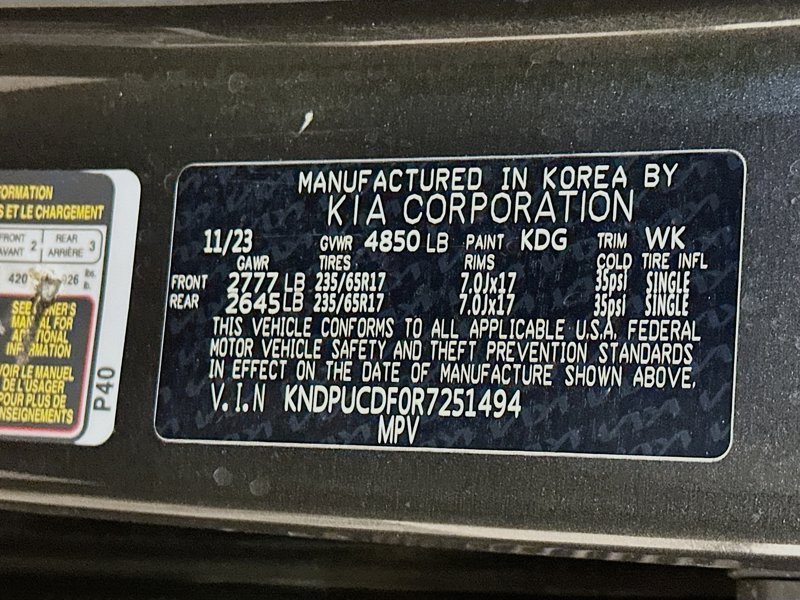 FORMATION
S ET LE CHARGEMENT
FRONT 2 REAR 3
AVANT ARRIÈRE
420 lbs.
SEE OWNER'S
MANUAL FOR
ADDITIONAL
INFORMATION
VOIR LE MANUEL
DE L'USAGER
POUR PLUS DE
NSEIGNEMENTS
P40
MANUFACTURED IN KOREA BY
KIA CORPORATION
11/23 GVWR 4850 LB PAINT KDG TRIM WK
GAWR TIRES RIMS COLD TIRE INFL
FRONT 2777 LB 235/65R17 7.0Jx17 35psi SINGLE
REAR 2645 LB 235/65R17 7.0Jx17 35psi SINGLE
THIS VEHICLE CONFORMS TO ALL APPLICABLE U.S.A. FEDERAL
MOTOR VEHICLE SAFETY AND THEFT PREVENTION STANDARDS
IN EFFECT ON THE DATE OF MANUFACTURE SHOWN ABOVE.
V.I.N KNDPUCDF0R7251494
MPV